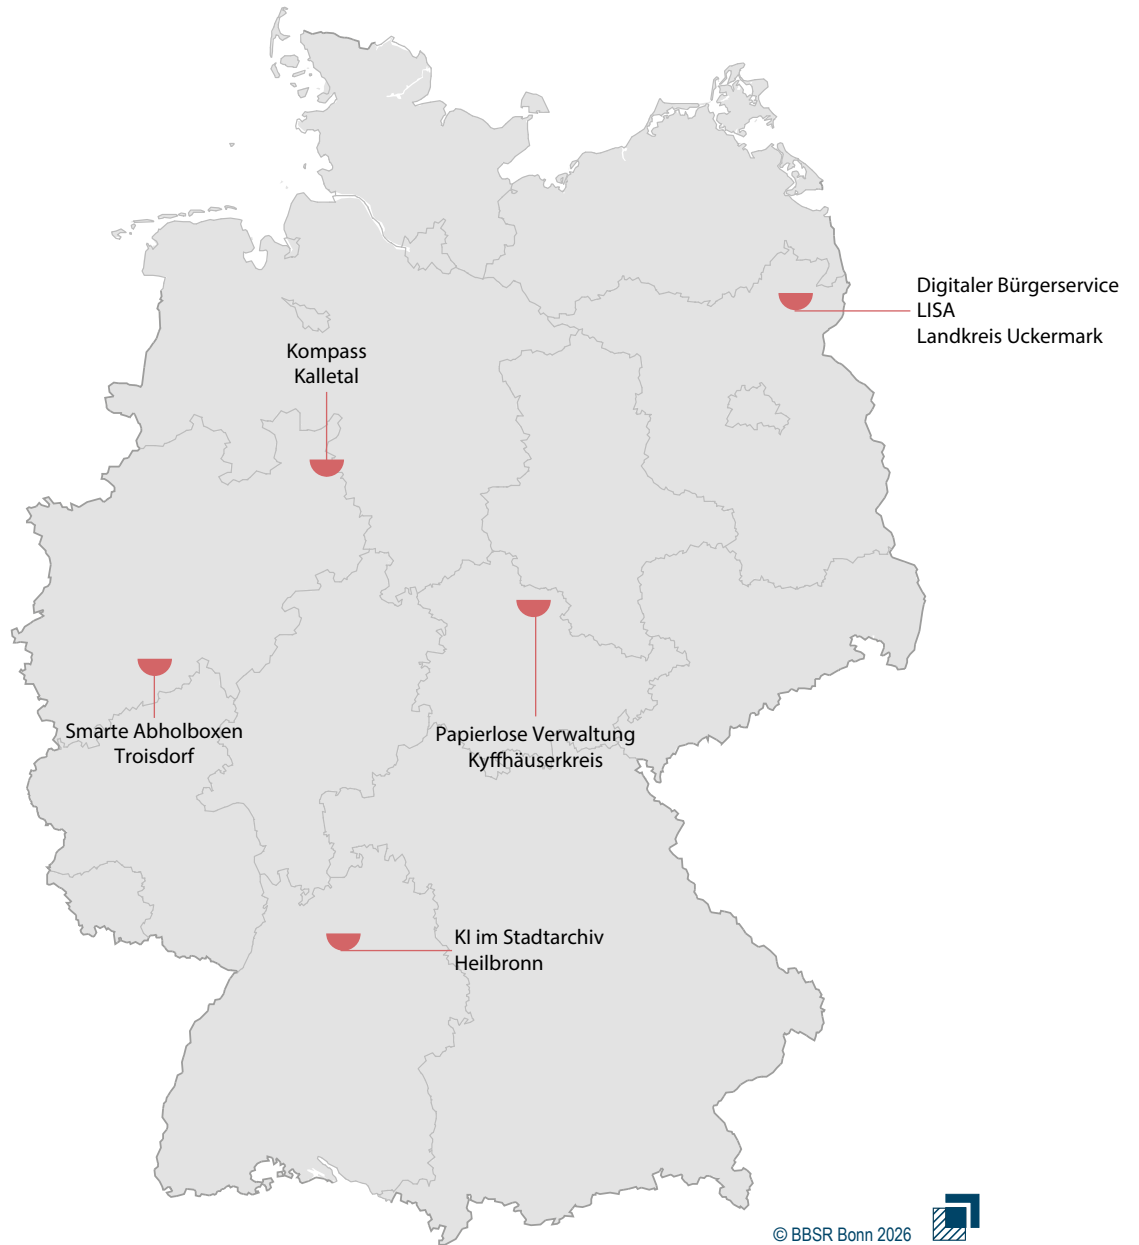 Digitaler Bürgerservice
LISA
Landkreis Uckermark
Kompass
Kalletal
Smarte Abholboxen
Troisdorf
Papierlose Verwaltung
Kyffhäuserkreis
KI im Stadtarchiv
Heilbronn
© BBSR Bonn 2026